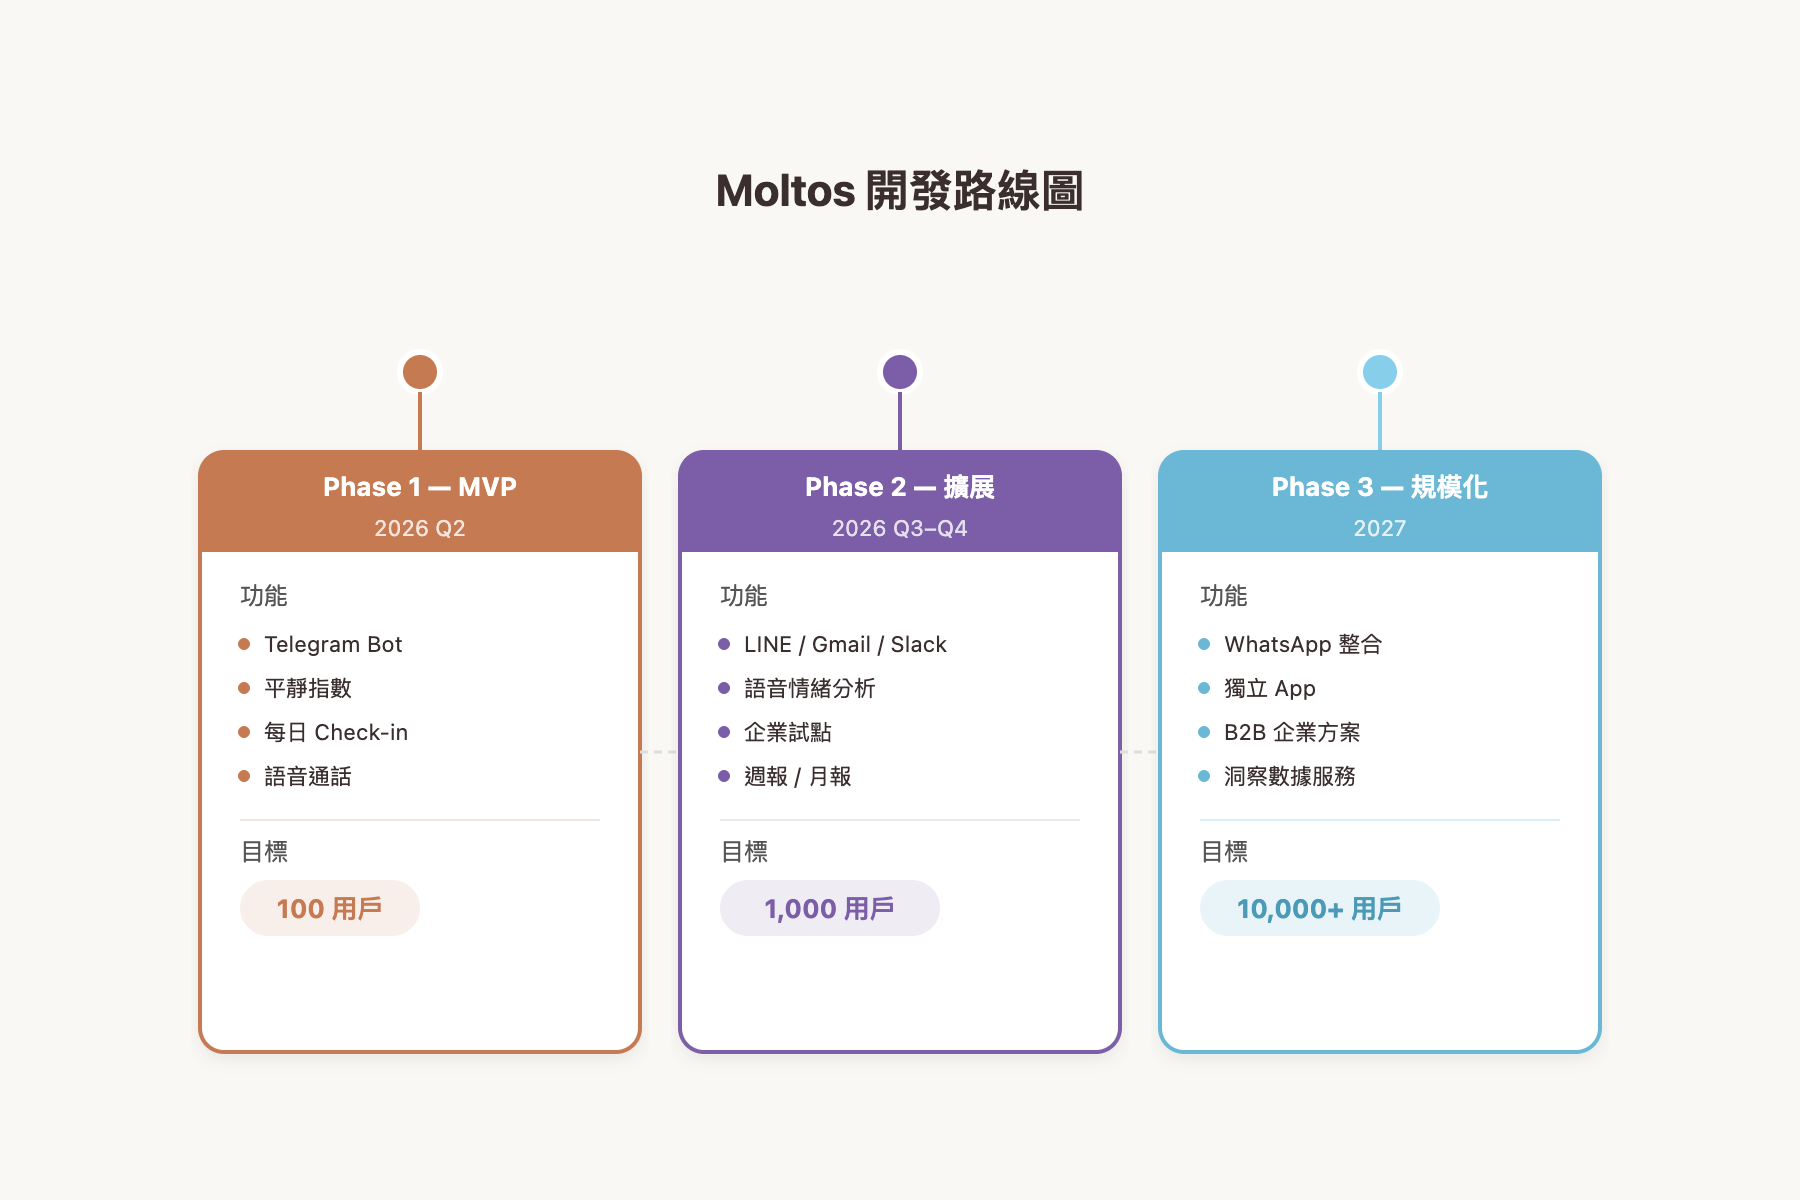 Moltos 開發路線圖
Phase 1 — MVP
2026 Q2
功能
Telegram Bot
平靜指數
每日 Check-in
語音通話
目標
100 用戶
Phase 2 — 擴展
2026 Q3–Q4
功能
LINE / Gmail / Slack
語音情緒分析
企業試點
週報 / 月報
目標
1,000 用戶
Phase 3 — 規模化
2027
功能
WhatsApp 整合
獨立 App
B2B 企業方案
洞察數據服務
目標
10,000+ 用戶